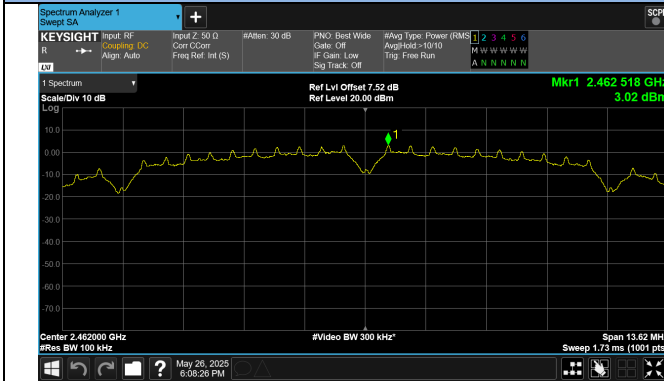 Spectrum Analyzer 1
Swept SA
+
SCPI
KEYSIGHT
R
LXI
Input: RF
Coupling: DC
Align: Auto
Input Z: 50 Ω
Corr CCorr
Freq Ref: Int (S)
#Atten: 30 dB
PNO: Best Wide
Gate: Off
IF Gain: Low
Sig Track: Off
#Avg Type: Power (RMS
Avg|Hold:>10/10
Trig: Free Run
1 2 3 4 5 6
M W W W W W
A N N N N N
1 Spectrum
Scale/Div 10 dB
Log
Ref Lvl Offset 7.52 dB
Ref Level 20.00 dBm
Mkr1 2.462 518 GHz
3.02 dBm
1
10.0
0.00
-10.0
-20.0
-30.0
-40.0
-50.0
-60.0
-70.0
Center 2.462000 GHz
#Res BW 100 kHz
#Video BW 300 kHz*
Span 13.62 MH
Sweep 1.73 ms (1001 pts
?
May 26, 2025
6:08:26 PM